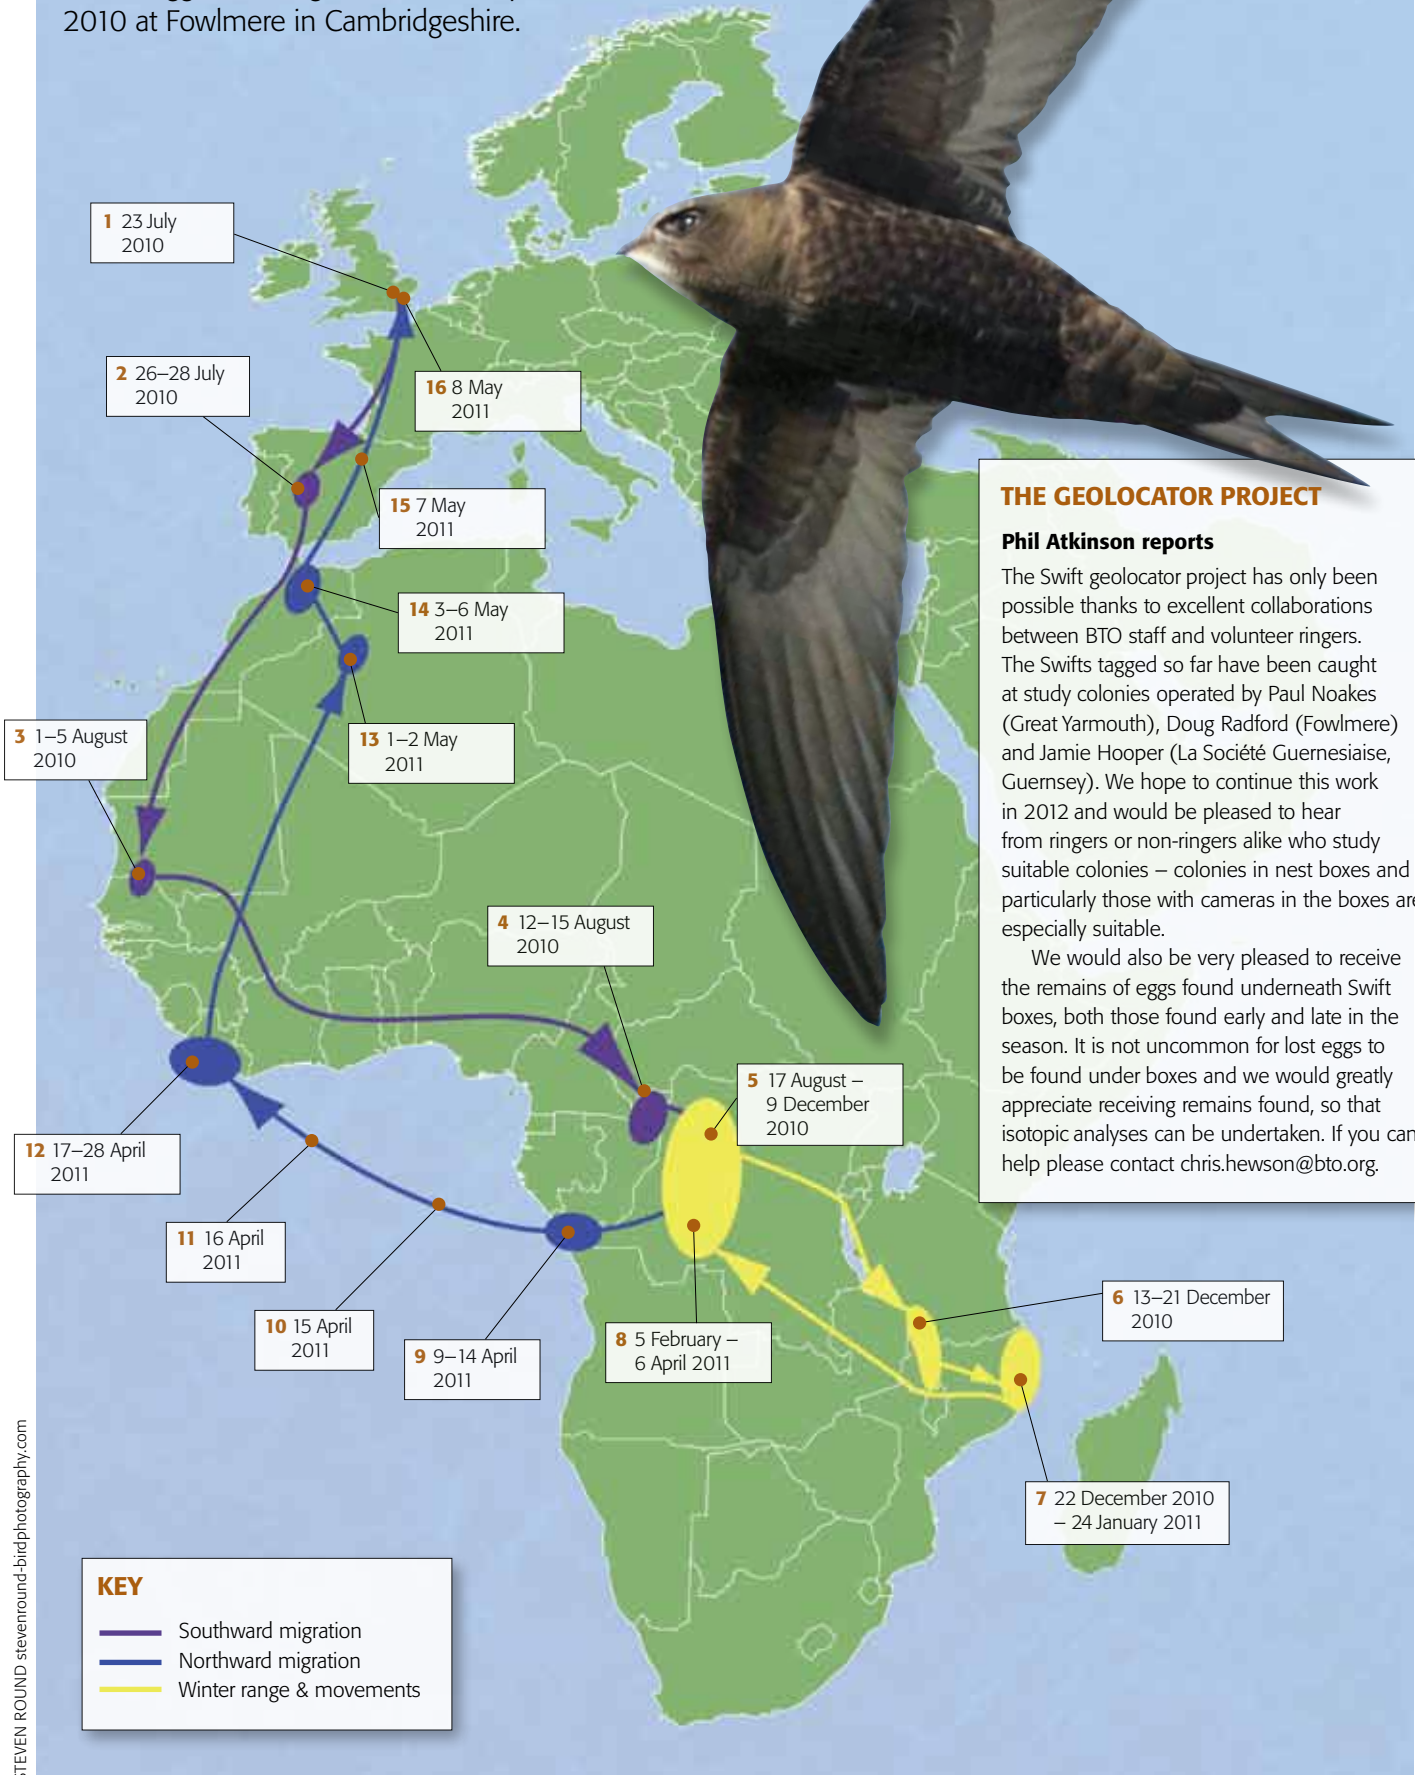 2010 at Fowlmere in Cambridgeshire.
1 23 July
2010
2 26–28 July
2010
16 8 May
2011
15 7 May
2011
14 3–6 May
2011
13 1–2 May
2011
3 1–5 August
2010
4 12–15 August
2010
5 17 August –
9 December
2010
12 17–28 April
2011
11 16 April
2011
10 15 April
2011
9 9–14 April
2011
8 5 February –
6 April 2011
6 13–21 December
2010
7 22 December 2010
– 24 January 2011
THE GEOLOCATOR PROJECT
Phil Atkinson reports
The Swift geolocator project has only been
possible thanks to excellent collaborations
between BTO staff and volunteer ringers.
The Swifts tagged so far have been caught
at study colonies operated by Paul Noakes
(Great Yarmouth), Doug Radford (Fowlmere)
and Jamie Hooper (La Société Guernesiaise,
Guernsey). We hope to continue this work
in 2012 and would be pleased to hear
from ringers or non-ringers alike who study
suitable colonies – colonies in nest boxes and
particularly those with cameras in the boxes are
especially suitable.
We would also be very pleased to receive
the remains of eggs found underneath Swift
boxes, both those found early and late in the
season. It is not uncommon for lost eggs to
be found under boxes and we would greatly
appreciate receiving remains found, so that
isotopic analyses can be undertaken. If you can
help please contact chris.hewson@bto.org.
KEY
Southward migration
Northward migration
Winter range & movements
STEVEN ROUND stevenround-birdphotography.com